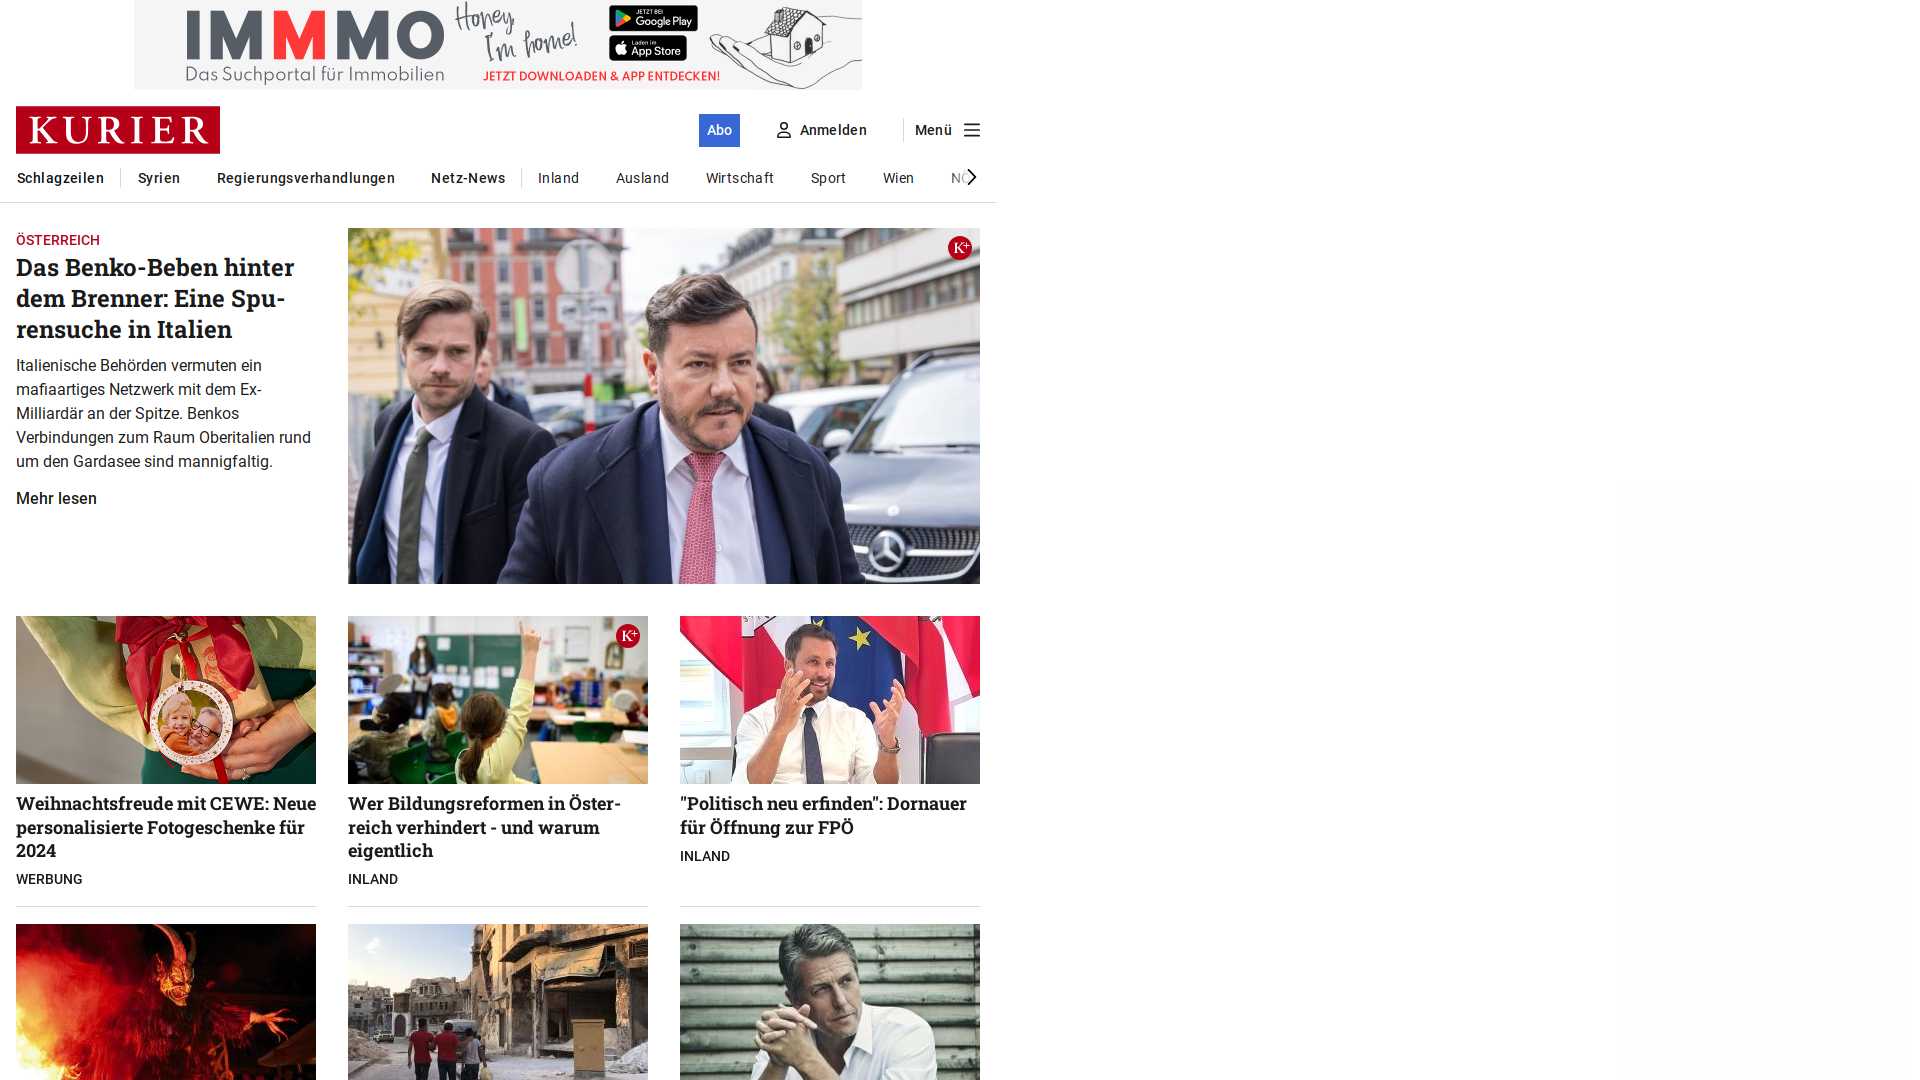 IMMMO
Das Suchportal für Immobilien
Honey,
I'm home!
JETZT BEI
Google Play
Laden im
App Store
JETZT DOWNLOADEN & APP ENTDECKEN!
KURIER
Abo
Anmelden
Menü
Schlagzeilen
Syrien
Regierungsverhandlungen
Netz-News
Inland
Ausland
Wirtschaft
Sport
Wien
NÖ
ÖSTERREICH
Das Benko-Beben hinter
dem Brenner: Eine Spu-
rensuche in Italien
Italienische Behörden vermuten ein
mafiaartiges Netzwerk mit dem Ex-
Milliardär an der Spitze. Benkos
Verbindungen zum Raum Oberitalien rund
um den Gardasee sind mannigfaltig.
Mehr lesen
K+
K+
Weihnachtsfreude mit CEWE: Neue
personalisierte Fotogeschenke für
2024
WERBUNG
Wer Bildungsreformen in Öster-
reich verhindert - und warum
eigentlich
INLAND
"Politisch neu erfinden": Dornauer
für Öffnung zur FPÖ
INLAND